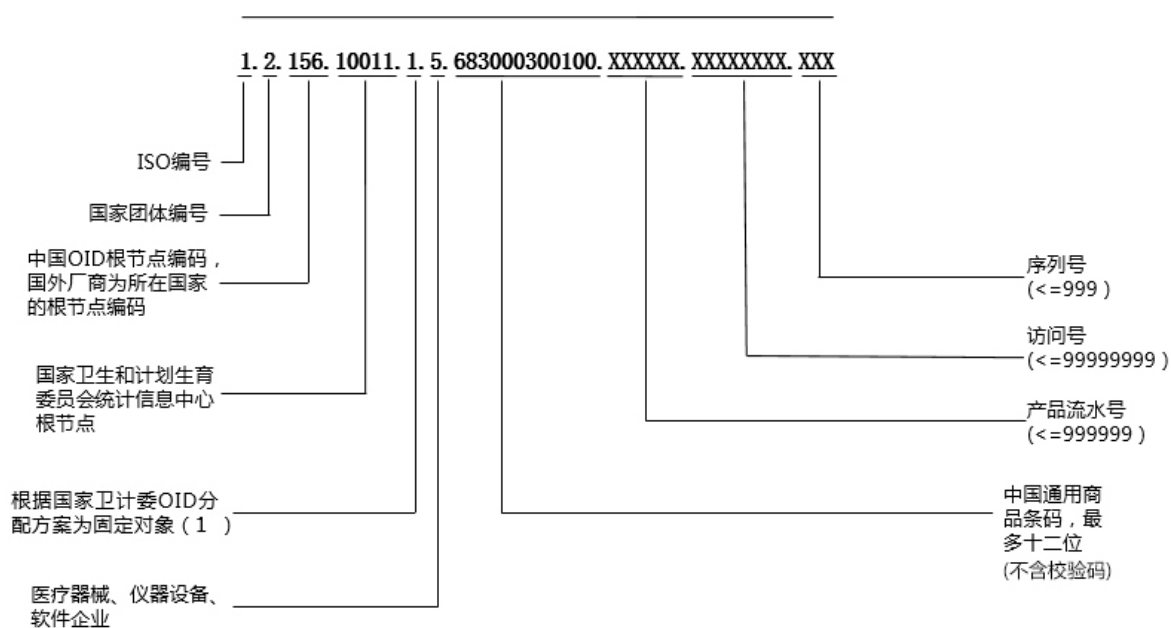 1. 2. 156. 10011. 1. 5. 683000300100. XXXXXX. XXXXXXXX. XXX
ISO编号
国家团体编号
中国OID根节点编码，
国外厂商为所在国家
的根节点编码
国家卫生和计划生育
委员会统计信息中心
根节点
根据国家卫计委OID分
配方案为固定对象（1 ）
医疗器械、仪器设备、
软件企业
序列号
(<=999 )
访问号
(<=99999999 )
产品流水号
(<=999999 )
中国通用商
品条码，最
多十二位
(不含校验码)